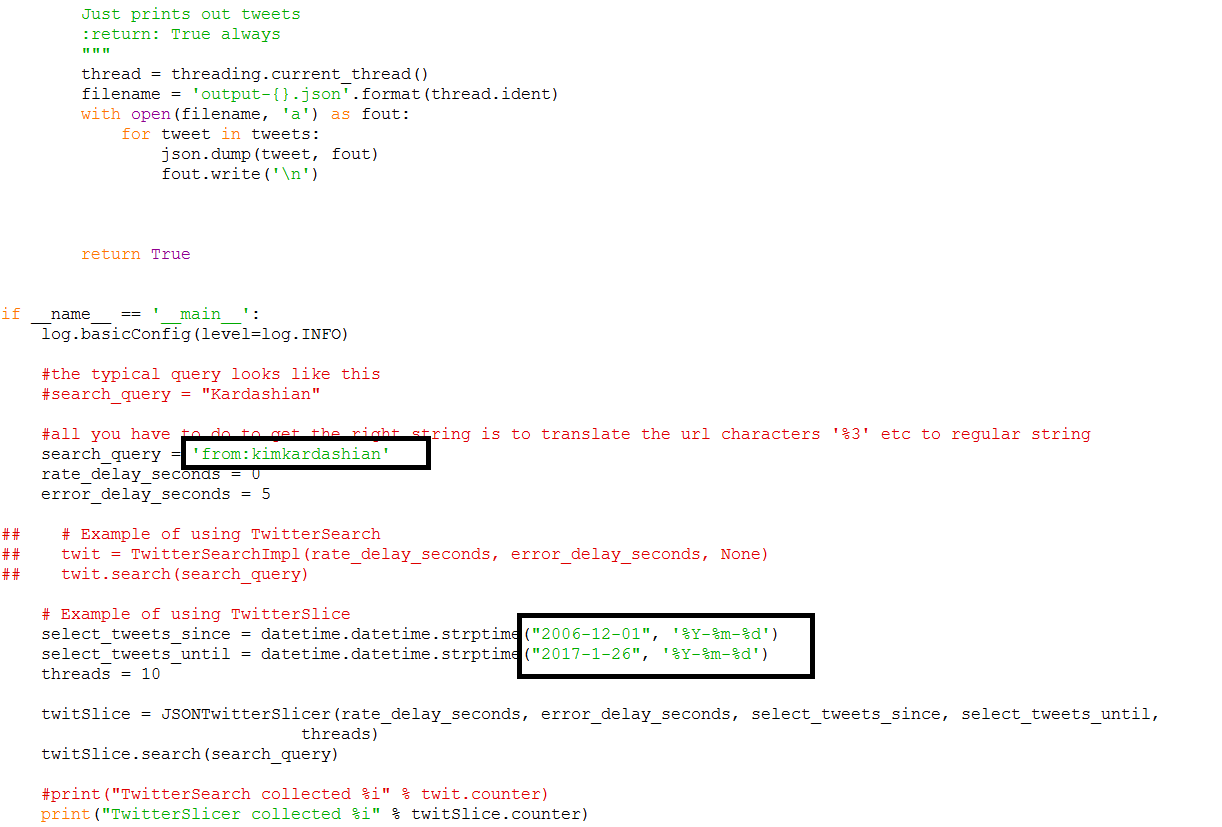 Just prints out tweets
        :return: True always
        """
        thread = threading.current_thread()
        filename = 'output-{}.json'.format(thread.ident)
        with open(filename, 'a') as fout:
            for tweet in tweets:
                json.dump(tweet, fout)
                fout.write('\n')
        return True
if __name__ == '__main__':
    log.basicConfig(level=log.INFO)
    #the typical query looks like this
    #search_query = "Kardashian"
    #all you have to do to get the right string is to translate the url characters '%3' etc to regular string
    search_query = 'from:kimkardashian'
    rate_delay_seconds = 0
    error_delay_seconds = 5
##    # Example of using TwitterSearch
##    twit = TwitterSearchImpl(rate_delay_seconds, error_delay_seconds, None)
##    twit.search(search_query)
    # Example of using TwitterSlice
    select_tweets_since = datetime.datetime.strptime("2006-12-01", '%Y-%m-%d')
    select_tweets_until = datetime.datetime.strptime("2017-1-26", '%Y-%m-%d')
    threads = 10
    twitSlice = JSONTwitterSlicer(rate_delay_seconds, error_delay_seconds, select_tweets_since, select_tweets_until,
                              threads)
    twitSlice.search(search_query)
    #print("TwitterSearch collected %i" % twit.counter)
    print("TwitterSlicer collected %i" % twitSlice.counter)